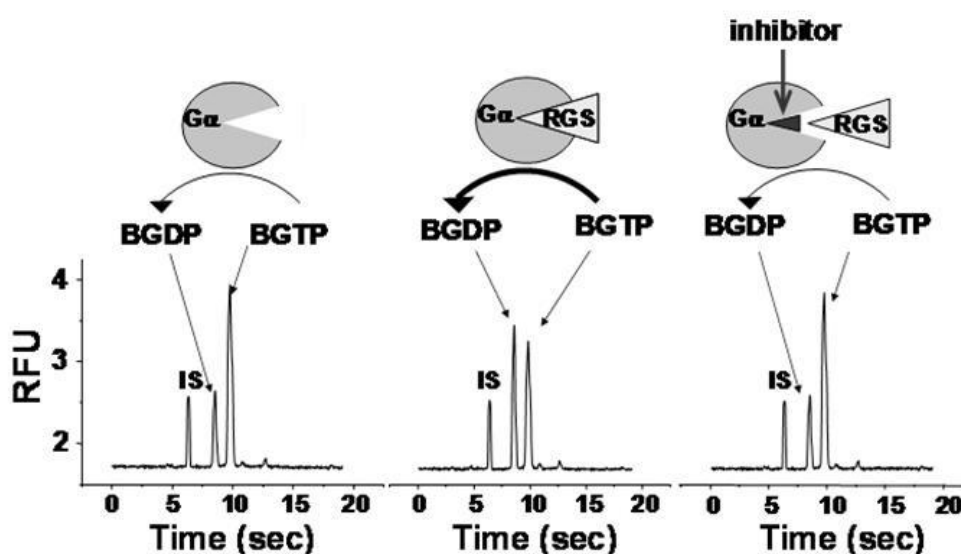 inhibitor
Gα
Gα RGS
Gα RGS
BGDP BGTP
BGDP BGTP
BGDP BGTP
RFU
4
3
2
IS
IS
IS
0 5 10 15 20
0 5 10 15 20
0 5 10 15 20
Time (sec)
Time (sec)
Time (sec)